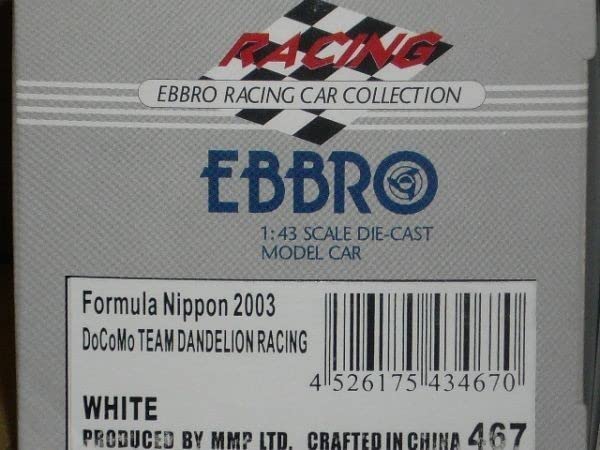 RACING
EBBRO RACING CAR COLLECTION
EBBRO
1:43 SCALE DIE-CAST
MODEL CAR
Formula Nippon 2003
DoCoMo TEAM DANDELION RACING
4 526175 434670
WHITE
PRODUCED BY MMP LTD. CRAFTED IN CHINA 467